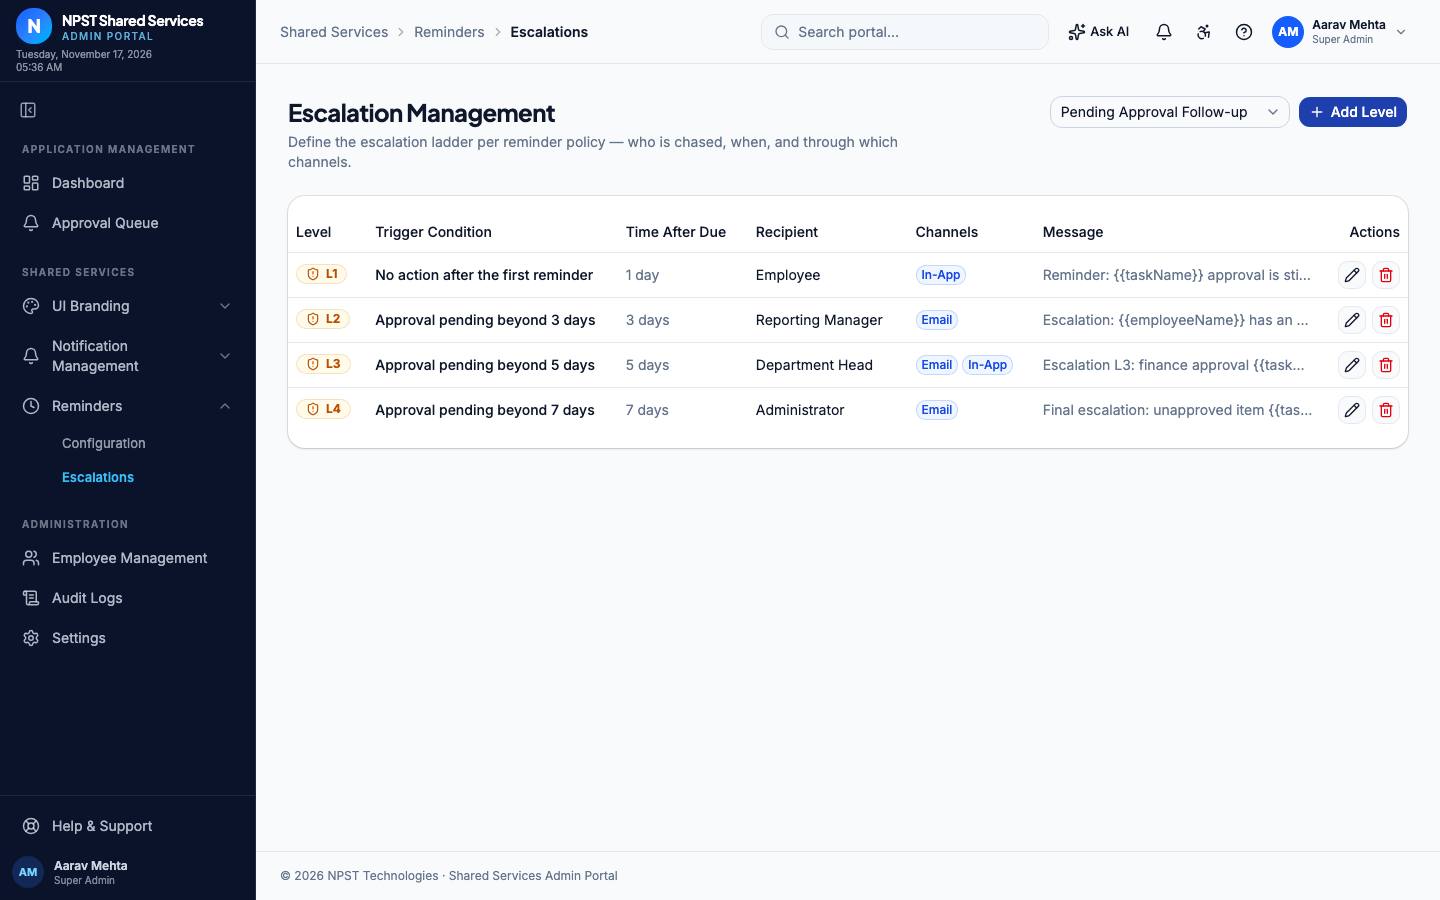 N
NPST Shared Services
ADMIN PORTAL
Tuesday, November 17, 2026
05:36 AM
APPLICATION MANAGEMENT
Dashboard
Approval Queue
SHARED SERVICES
UI Branding
Notification
Management
Reminders
Configuration
Escalations
ADMINISTRATION
Employee Management
Audit Logs
Settings
Help & Support
AM
Aarav Mehta
Super Admin
Shared Services
Reminders
Escalations
Search portal...
Ask AI
AM
Aarav Mehta
Super Admin
Escalation Management
Define the escalation ladder per reminder policy — who is chased, when, and through which
channels.
Pending Approval Follow-up
Add Level
Level Trigger Condition Time After Due Recipient Channels Message Actions
L1 No action after the first reminder 1 day Employee In-App Reminder: {{taskName}} approval is sti...
L2 Approval pending beyond 3 days 3 days Reporting Manager Email Escalation: {{employeeName}} has an ...
L3 Approval pending beyond 5 days 5 days Department Head Email In-App Escalation L3: finance approval {{task...
L4 Approval pending beyond 7 days 7 days Administrator Email Final escalation: unapproved item {{tas...
© 2026 NPST Technologies · Shared Services Admin Portal